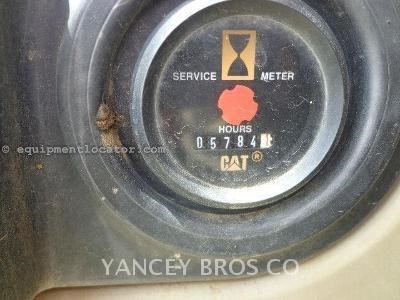 SERVICE METER
HOURS
05784
CAT®
© equipmentlocator.com
YANCEY BROS CO